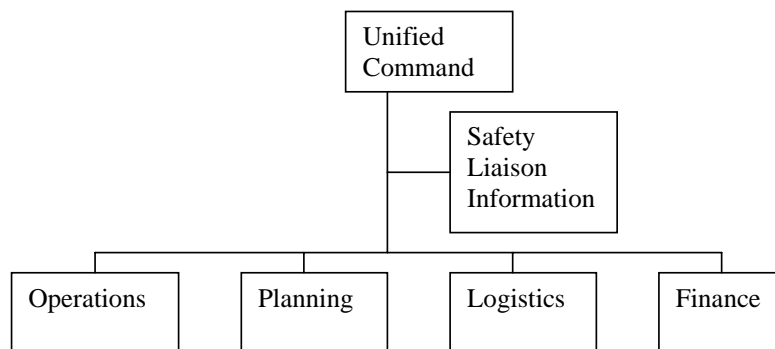 Unified
Command
Safety
Liaison
Information
Operations
Planning
Logistics
Finance